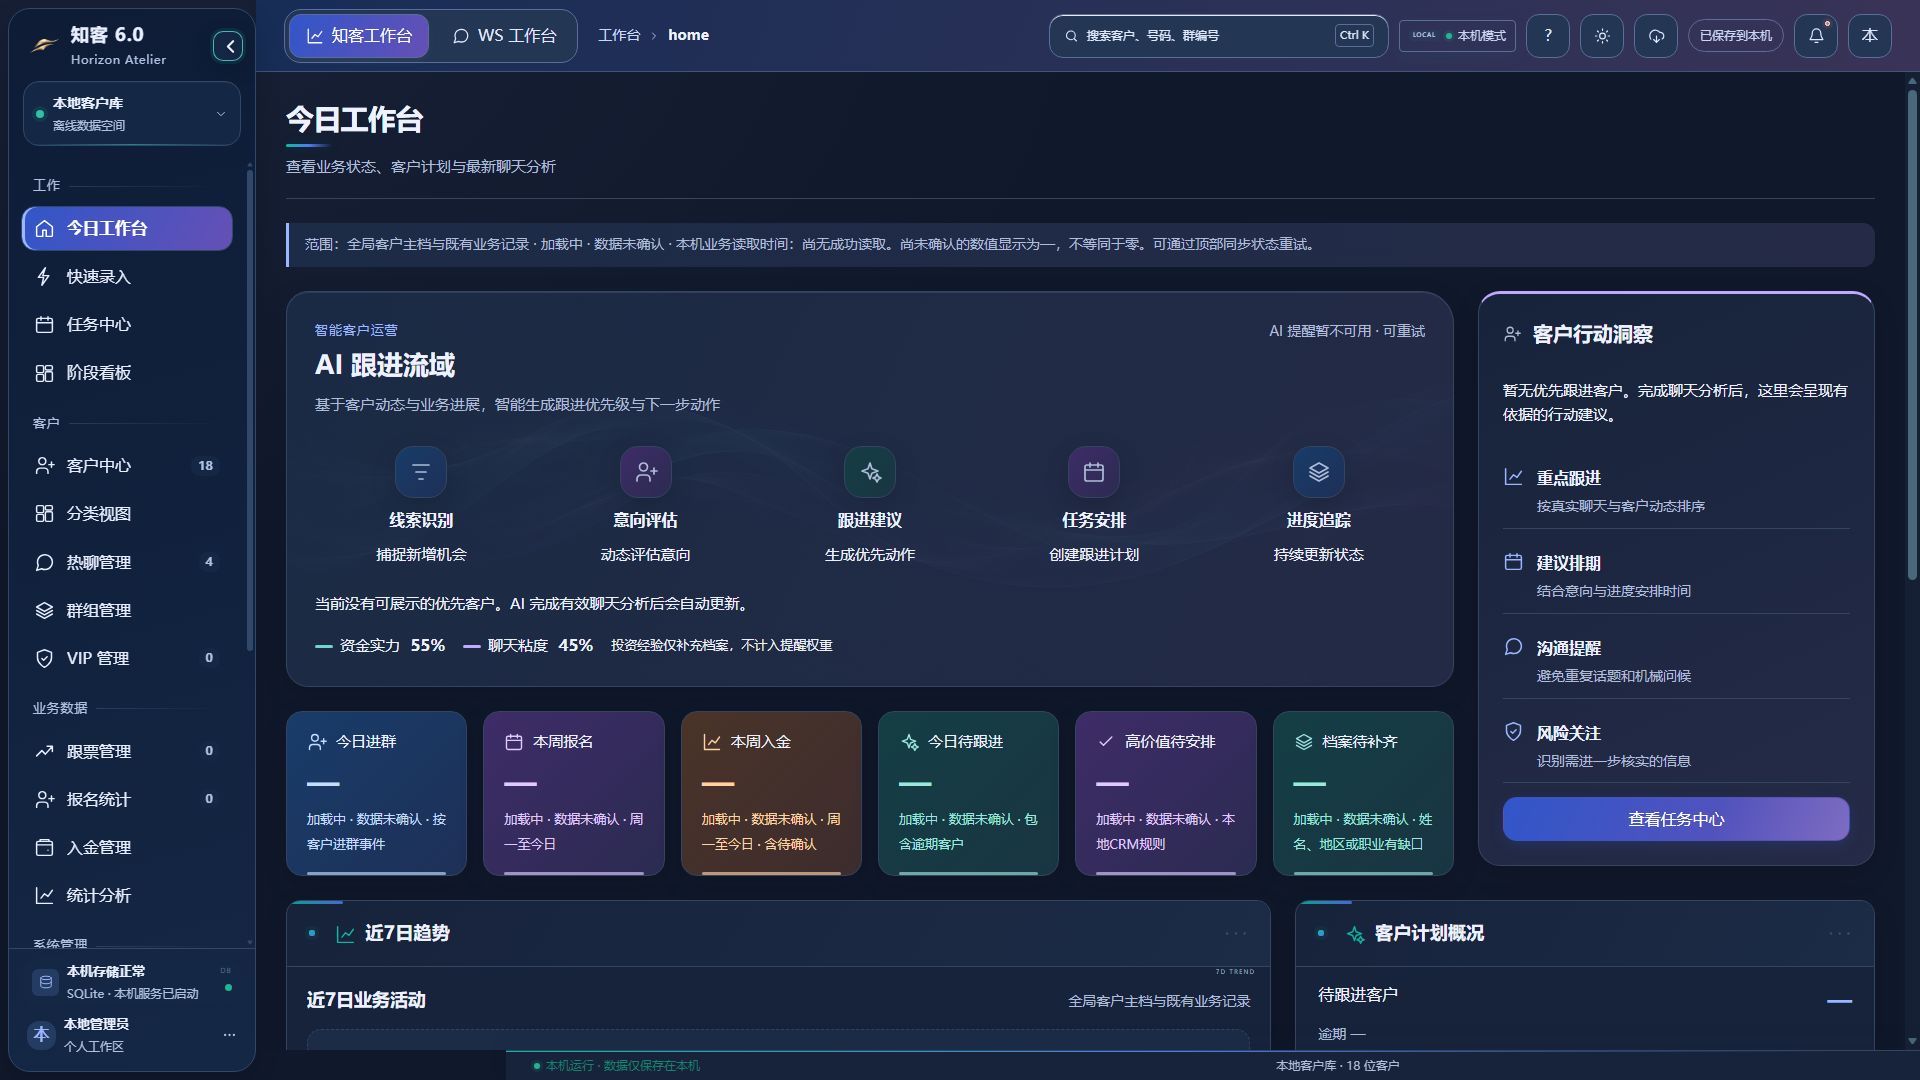 知客 6.0
Horizon Atelier
本地客户库
离线数据空间
工作
今日工作台
快速录入
任务中心
阶段看板
客户
客户中心 18
分类视图
热聊管理 4
群组管理
VIP 管理 0
业务数据
跟票管理 0
报名统计 0
入金管理
统计分析
系统管理
本机存储正常 DB
SQLite · 本机服务已启动
本 本地管理员
个人工作区
知客工作台 WS 工作台 工作台 › home
搜索客户、号码、群编号 Ctrl K
LOCAL 本机模式
?
已保存到本机
本
今日工作台
查看业务状态、客户计划与最新聊天分析
范围：全局客户主档与既有业务记录 · 加载中 · 数据未确认 · 本机业务读取时间：尚无成功读取。尚未确认的数值显示为—，不等同于零。可通过顶部同步状态重试。
智能客户运营
AI 提醒暂不可用 · 可重试
AI 跟进流域
基于客户动态与业务进展，智能生成跟进优先级与下一步动作
线索识别
捕捉新增机会
意向评估
动态评估意向
跟进建议
生成优先动作
任务安排
创建跟进计划
进度追踪
持续更新状态
当前没有可展示的优先客户。AI 完成有效聊天分析后会自动更新。
资金实力 55% 聊天粘度 45% 投资经验仅补充档案，不计入提醒权重
客户行动洞察
暂无优先跟进客户。完成聊天分析后，这里会呈现有
依据的行动建议。
重点跟进
按真实聊天与客户动态排序
建议排期
结合意向与进度安排时间
沟通提醒
避免重复话题和机械问候
风险关注
识别需进一步核实的信息
查看任务中心
今日进群
—
加载中 · 数据未确认 · 按
客户进群事件
本周报名
—
加载中 · 数据未确认 · 周
一至今日
本周入金
—
加载中 · 数据未确认 · 周
一至今日 · 含待确认
今日待跟进
—
加载中 · 数据未确认 · 包
含逾期客户
高价值待安排
—
加载中 · 数据未确认 · 本
地CRM规则
档案待补齐
—
加载中 · 数据未确认 · 姓
名、地区或职业有缺口
近7日趋势
7D TREND
近7日业务活动
全局客户主档与既有业务记录
客户计划概况
待跟进客户 —
逾期 —
本机运行 · 数据仅保存在本机
本地客户库 · 18 位客户